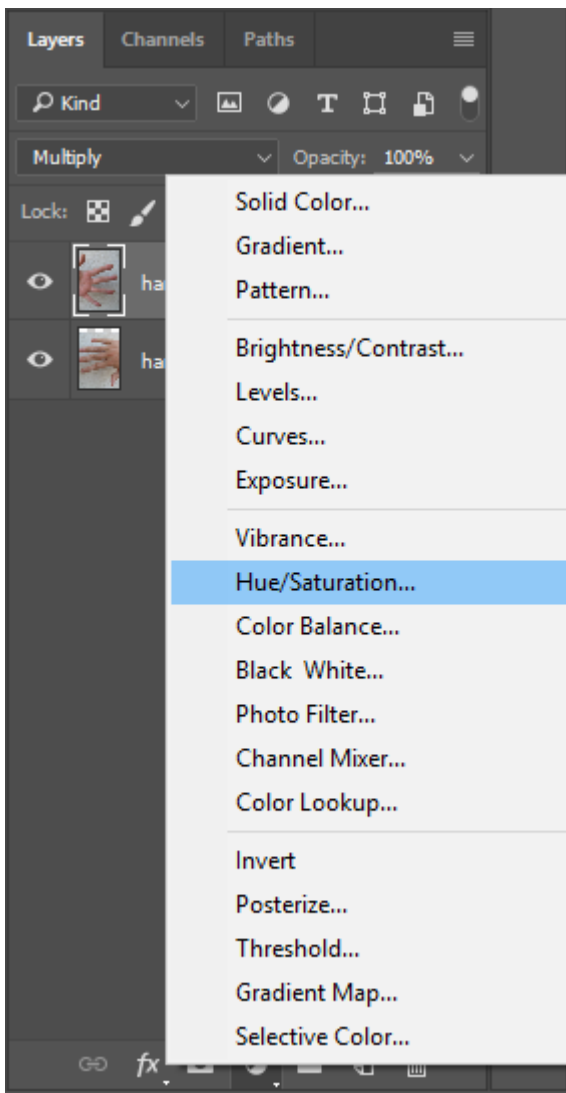 Layers Channels Paths
Kind
Multiply Opacity: 100%
Lock:
Solid Color...
Gradient...
ha
Pattern...
Brightness/Contrast...
ha
Levels...
Curves...
Exposure...
Vibrance...
Hue/Saturation...
Color Balance...
Black  White...
Photo Filter...
Channel Mixer...
Color Lookup...
Invert
Posterize...
Threshold...
Gradient Map...
Selective Color...
fx